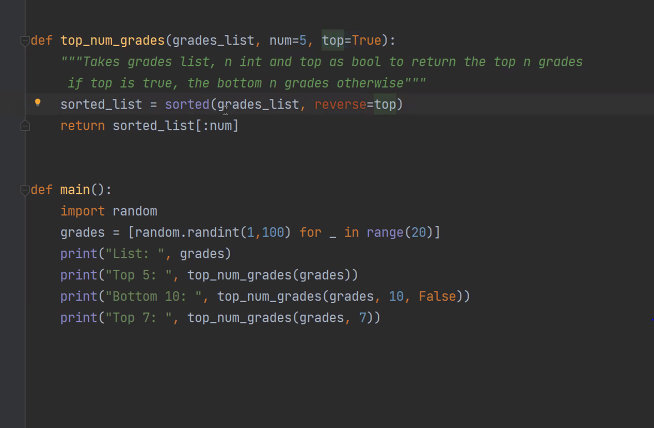 def top_num_grades(grades_list, num=5, top=True):
    """Takes grades list, n int and top as bool to return the top n grades
     if top is true, the bottom n grades otherwise"""
    sorted_list = sorted(grades_list, reverse=top)
    return sorted_list[:num]
def main():
    import random
    grades = [random.randint(1,100) for _ in range(20)]
    print("List: ", grades)
    print("Top 5: ", top_num_grades(grades))
    print("Bottom 10: ", top_num_grades(grades, 10, False))
    print("Top 7: ", top_num_grades(grades, 7))